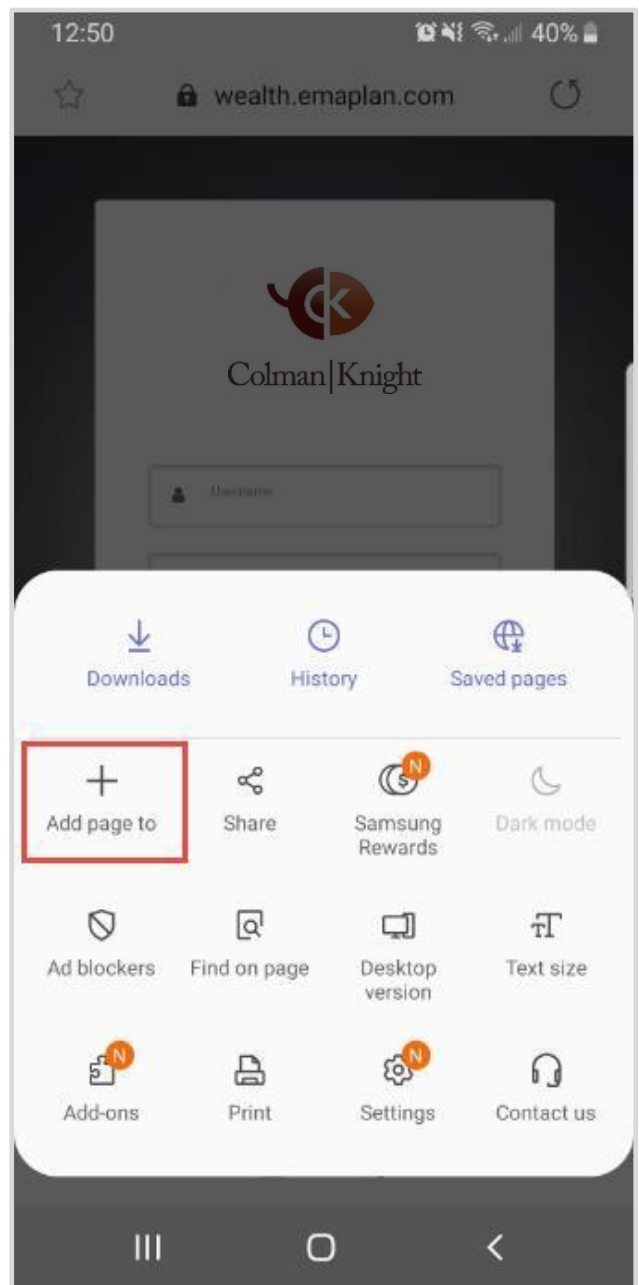 12:50 40%
wealth.emaplan.com
CK
Colman|Knight
Username
Downloads History Saved pages
N
Add page to Share Samsung Rewards Dark mode
Ad blockers Find on page Desktop version Text size
N N
Add-ons Print Settings Contact us